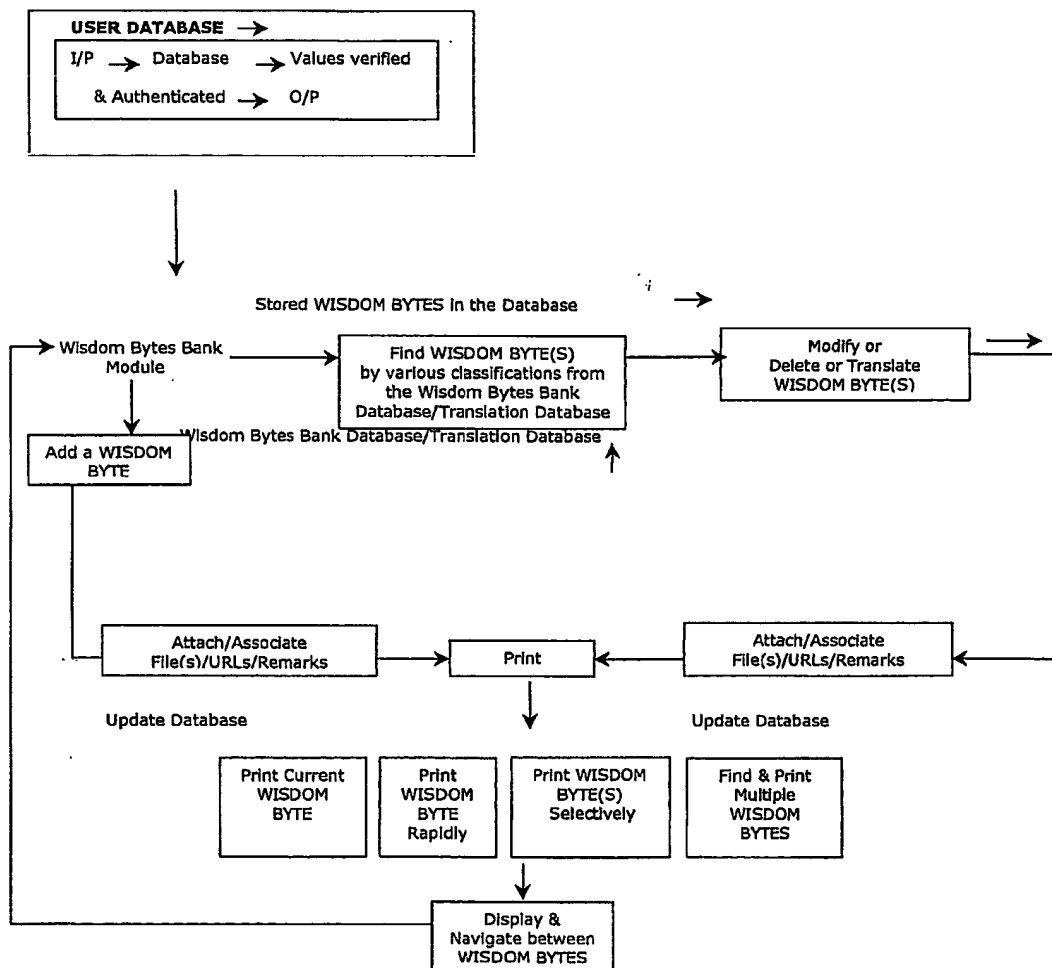 USER DATABASE
I/P Database Values verified
& Authenticated O/P
Stored WISDOM BYTES in the Database
Wisdom Bytes Bank
Module
Find WISDOM BYTE(S)
by various classifications from
the Wisdom Bytes Bank
Database/Translation Database
Modify or
Delete or Translate
WISDOM BYTE(S)
Wisdom Bytes Bank Database/Translation Database
Add a WISDOM
BYTE
Attach/Associate
File(s)/URLs/Remarks
Print
Attach/Associate
File(s)/URLs/Remarks
Update Database
Update Database
Print Current
WISDOM
BYTE
Print
WISDOM
BYTE
Rapidly
Print WISDOM
BYTE(S)
Selectively
Find & Print
Multiple
WISDOM
BYTES
Display &
Navigate between
WISDOM BYTES